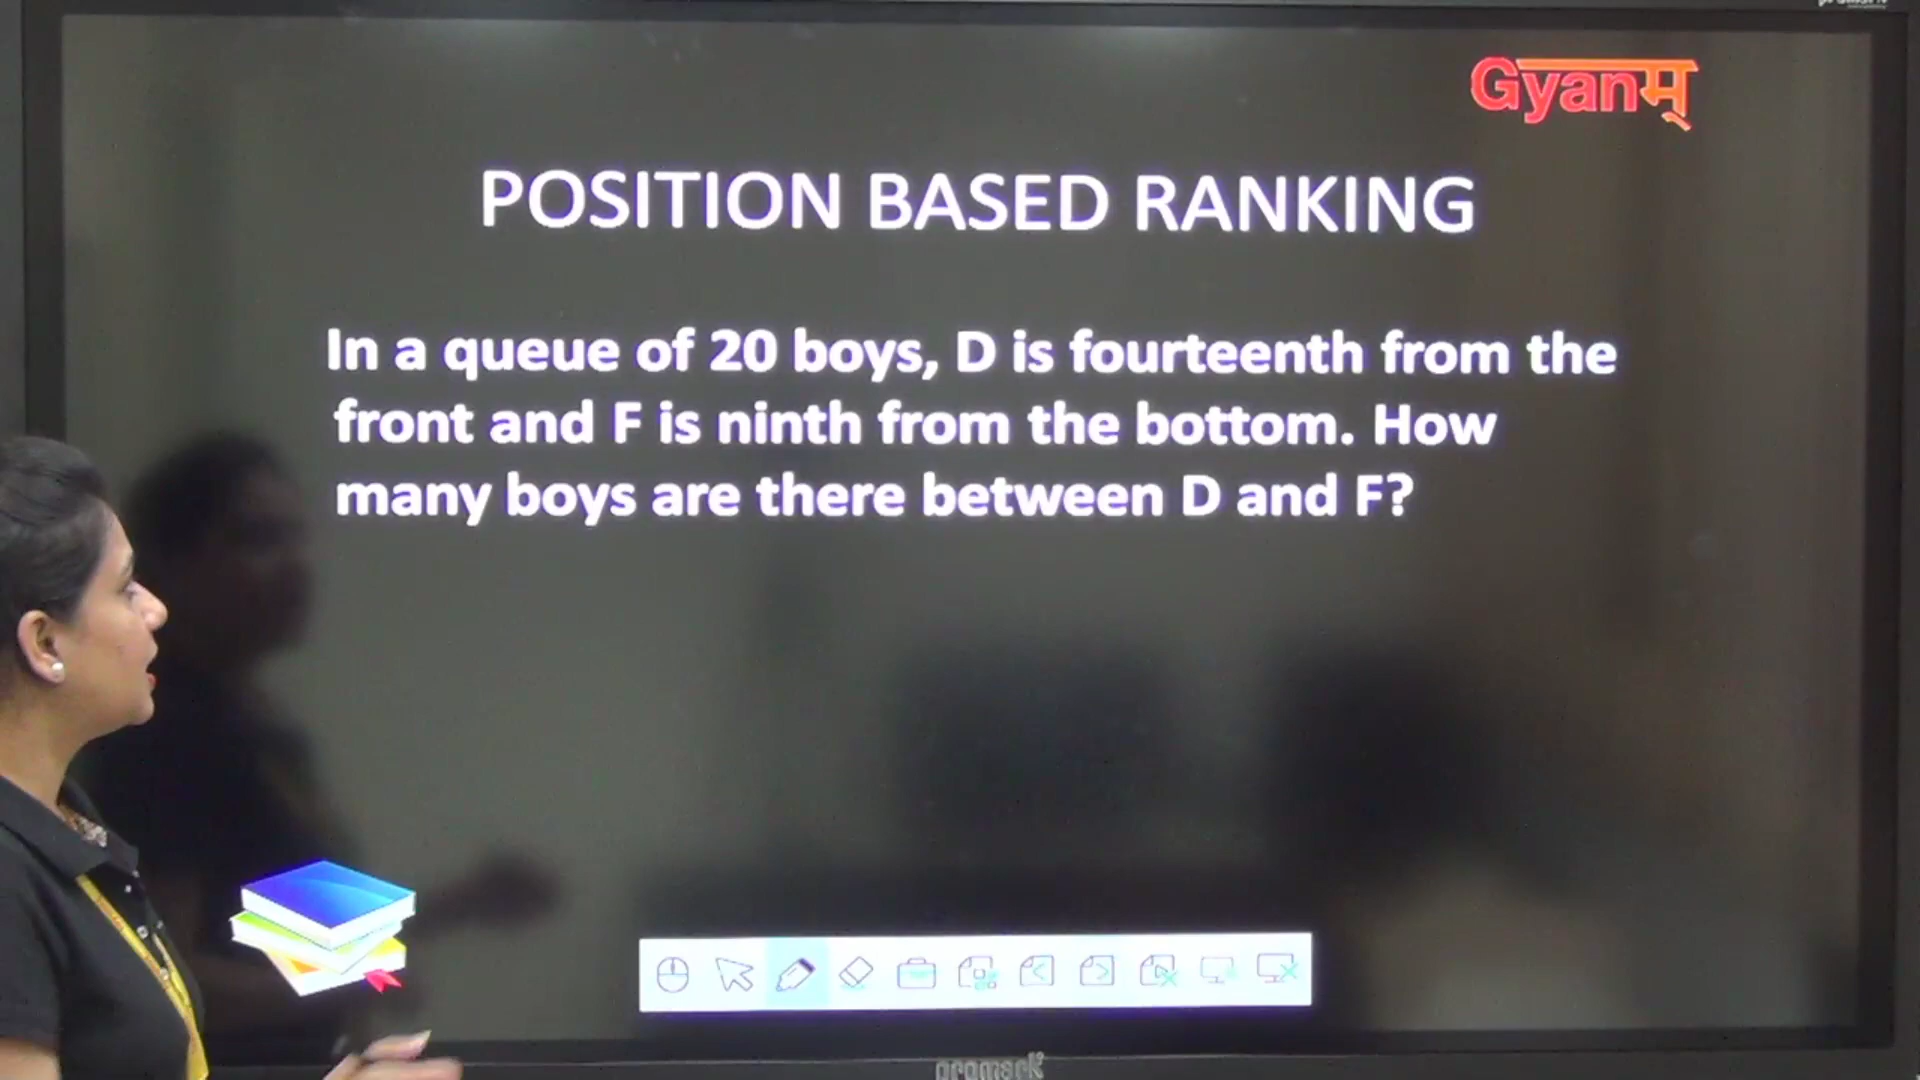 Gyanम्
POSITION BASED RANKING
In a queue of 20 boys, D is fourteenth from the
front and F is ninth from the bottom. How
many boys are there between D and F?